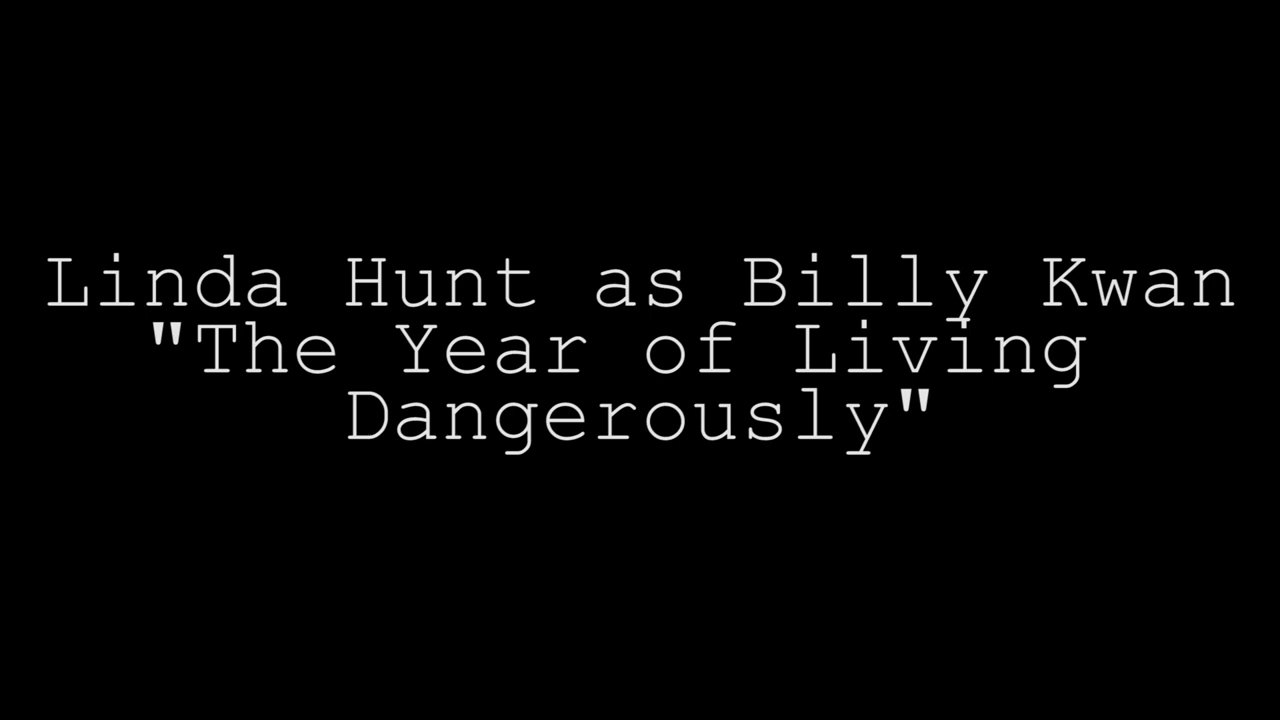 Linda Hunt as Billy Kwan
"The Year of Living
Dangerously"